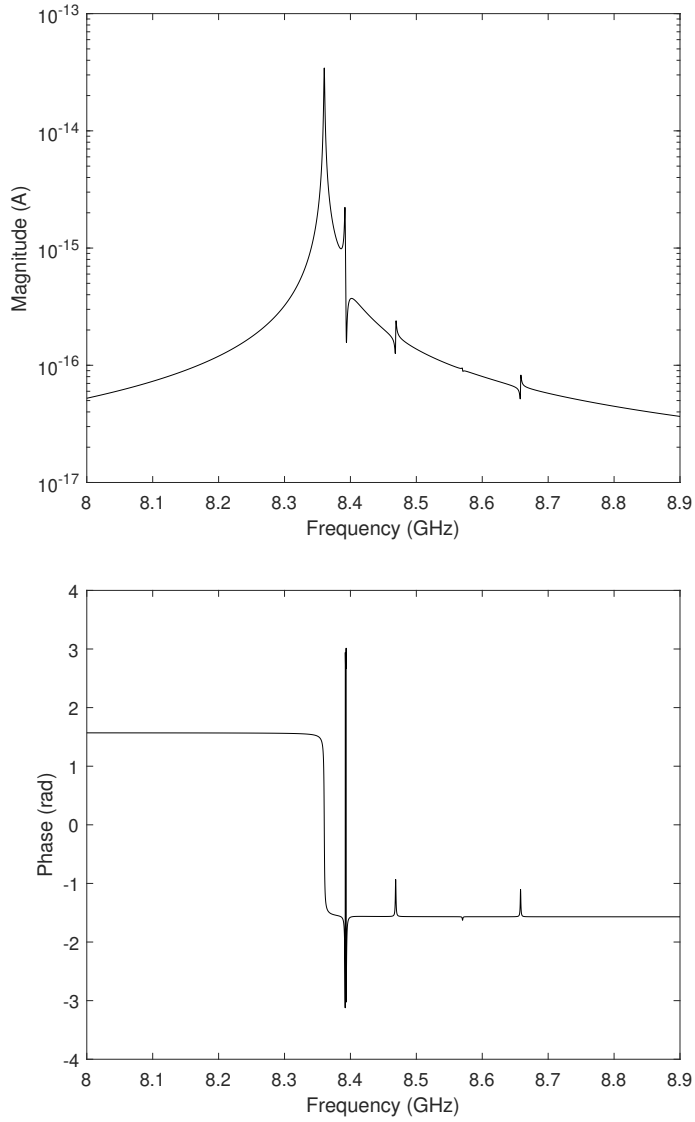 10^-13
10^-14
10^-15
10^-16
10^-17
Magnitude (A)
8 8.1 8.2 8.3 8.4 8.5 8.6 8.7 8.8 8.9
Frequency (GHz)
4
3
2
1
0
-1
-2
-3
-4
Phase (rad)
8 8.1 8.2 8.3 8.4 8.5 8.6 8.7 8.8 8.9
Frequency (GHz)